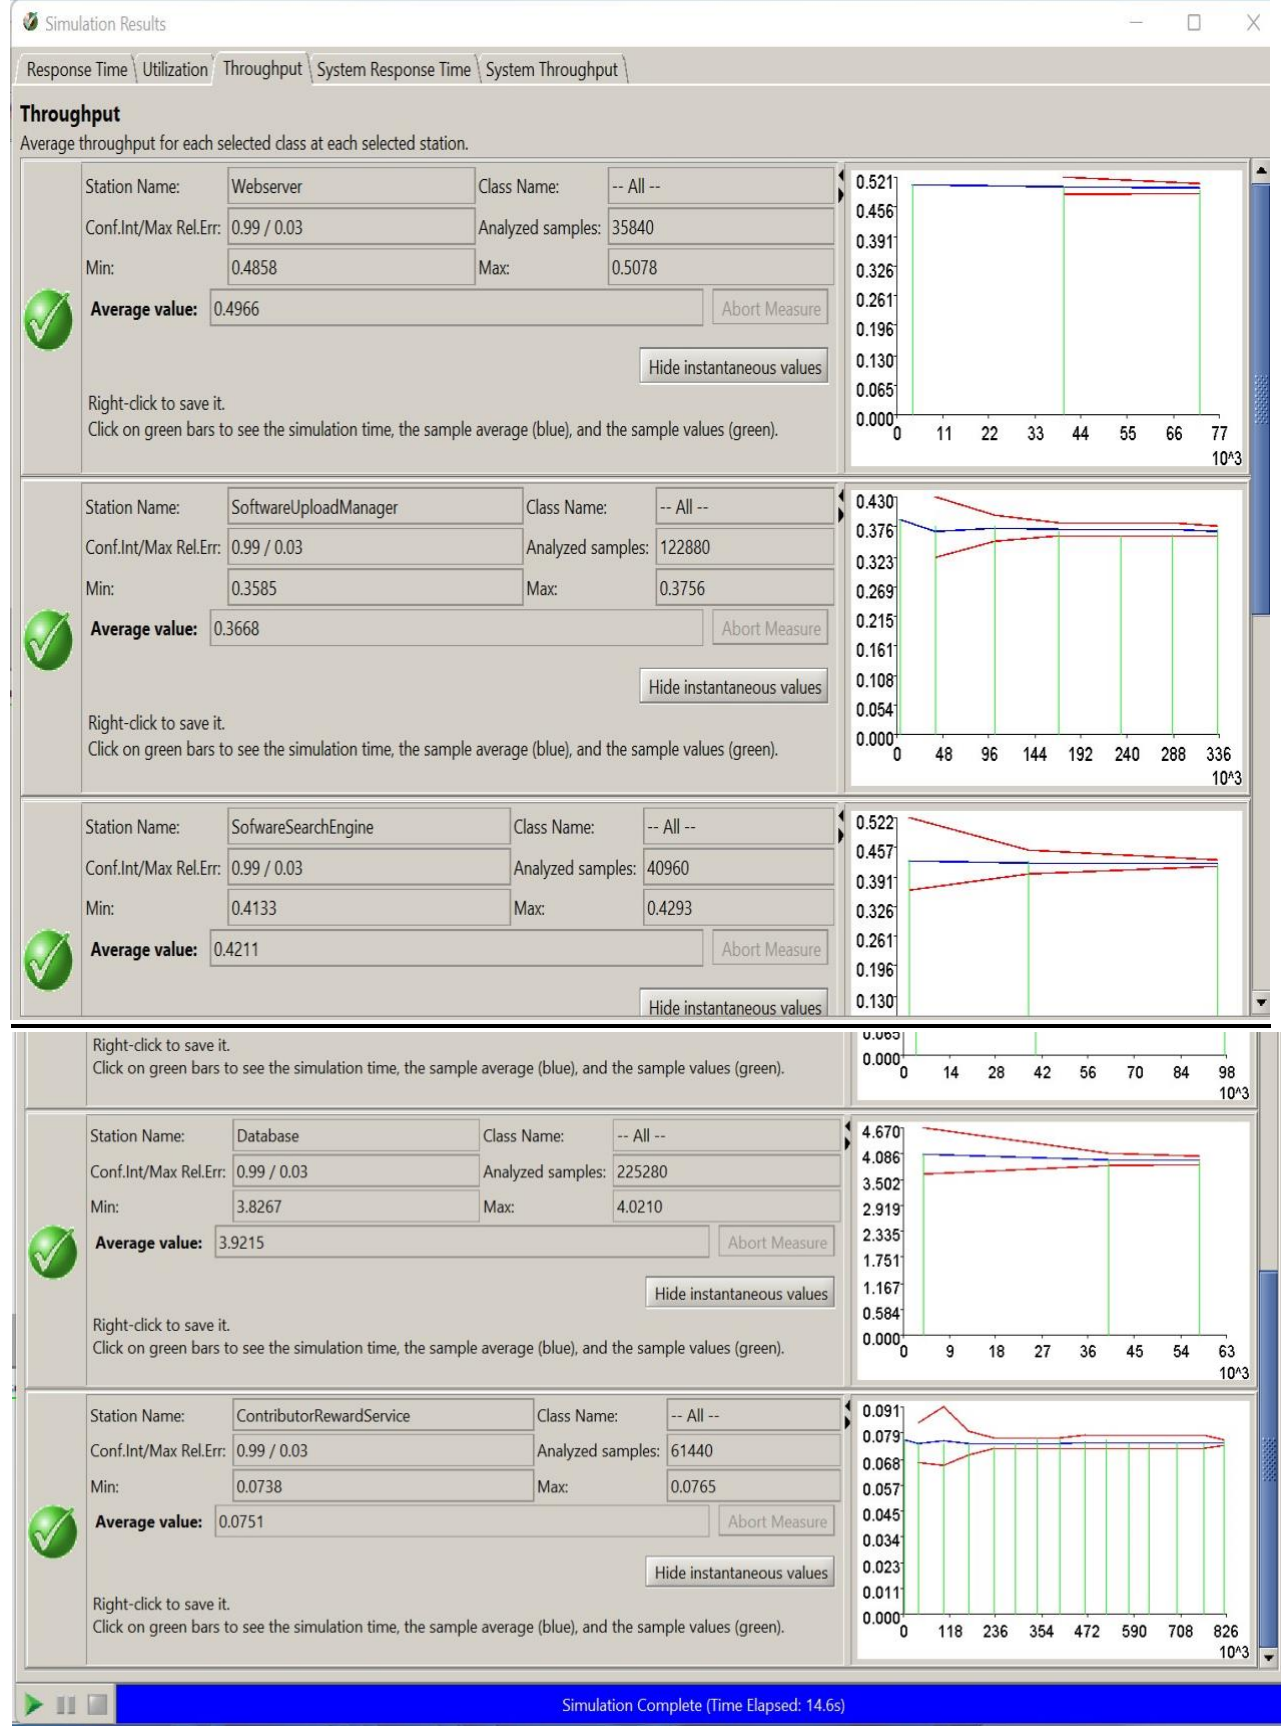 Simulation Results
Response Time Utilization Throughput System Response Time System Throughput
Throughput
Average throughput for each selected class at each selected station.
Station Name: Webserver Class Name: -- All --
Conf.Int/Max Rel.Err: 0.99 / 0.03 Analyzed samples: 35840
Min: 0.4858 Max: 0.5078
Average value: 0.4966 Abort Measure
Hide instantaneous values
Right-click to save it.
Click on green bars to see the simulation time, the sample average (blue), and the sample values (green).
0.521
0.456
0.391
0.326
0.261
0.196
0.130
0.065
0.000
0 11 22 33 44 55 66 77
10^3
Station Name: SoftwareUploadManager Class Name: -- All --
Conf.Int/Max Rel.Err: 0.99 / 0.03 Analyzed samples: 122880
Min: 0.3585 Max: 0.3756
Average value: 0.3668 Abort Measure
Hide instantaneous values
Right-click to save it.
Click on green bars to see the simulation time, the sample average (blue), and the sample values (green).
0.430
0.376
0.323
0.269
0.215
0.161
0.108
0.054
0.000
0 48 96 144 192 240 288 336
10^3
Station Name: SofwareSearchEngine Class Name: -- All --
Conf.Int/Max Rel.Err: 0.99 / 0.03 Analyzed samples: 40960
Min: 0.4133 Max: 0.4293
Average value: 0.4211 Abort Measure
Hide instantaneous values
0.522
0.457
0.391
0.326
0.261
0.196
0.130
Right-click to save it.
Click on green bars to see the simulation time, the sample average (blue), and the sample values (green).
0.065
0.000
0 14 28 42 56 70 84 98
10^3
Station Name: Database Class Name: -- All --
Conf.Int/Max Rel.Err: 0.99 / 0.03 Analyzed samples: 225280
Min: 3.8267 Max: 4.0210
Average value: 3.9215 Abort Measure
Hide instantaneous values
Right-click to save it.
Click on green bars to see the simulation time, the sample average (blue), and the sample values (green).
4.670
4.086
3.502
2.919
2.335
1.751
1.167
0.584
0.000
0 9 18 27 36 45 54 63
10^3
Station Name: ContributorRewardService Class Name: -- All --
Conf.Int/Max Rel.Err: 0.99 / 0.03 Analyzed samples: 61440
Min: 0.0738 Max: 0.0765
Average value: 0.0751 Abort Measure
Hide instantaneous values
Right-click to save it.
Click on green bars to see the simulation time, the sample average (blue), and the sample values (green).
0.091
0.079
0.068
0.057
0.045
0.034
0.023
0.011
0.000
0 118 236 354 472 590 708 826
10^3
Simulation Complete (Time Elapsed: 14.6s)